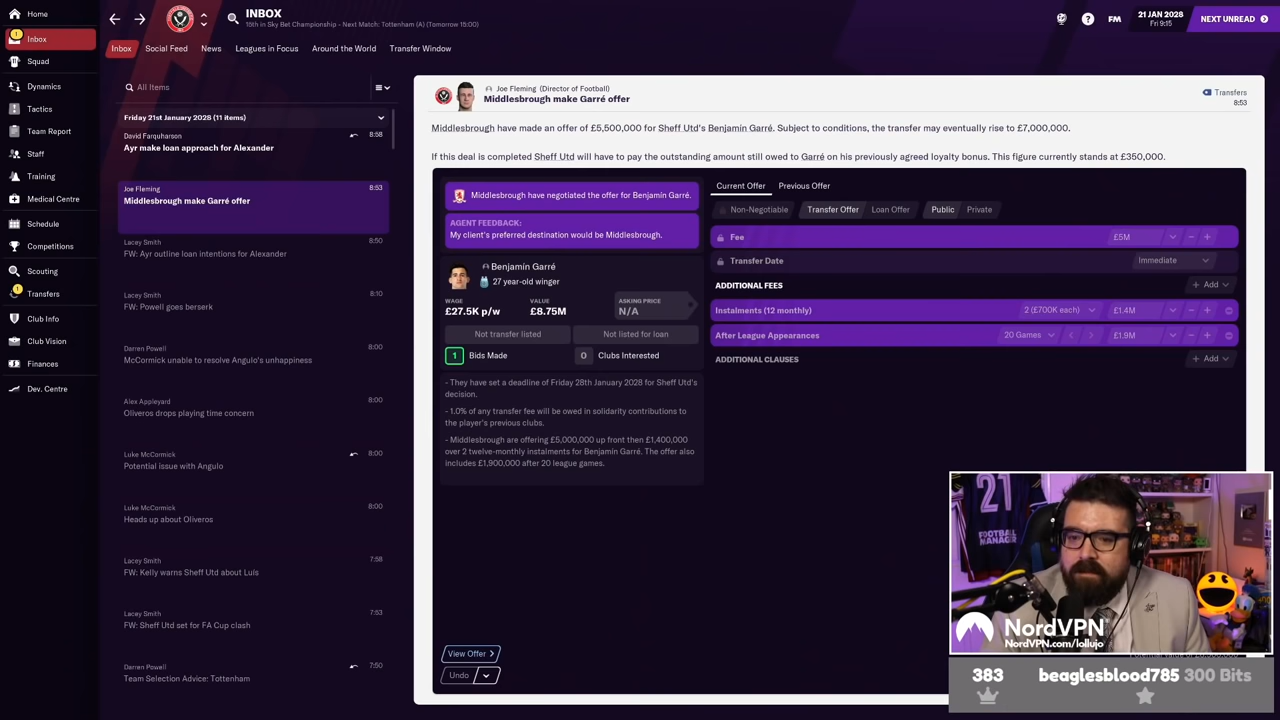 Home
1
Inbox
Squad
Dynamics
Tactics
Team Report
Staff
Training
Medical Centre
Schedule
Competitions
Scouting
1
Transfers
Club Info
Club Vision
Finances
Dev. Centre
INBOX
15th in Sky Bet Championship - Next Match: Tottenham (A) (Tomorrow 15:00)
FM
21 JAN 2028
Fri 9:15
NEXT UNREAD
Inbox
Social Feed
News
Leagues in Focus
Around the World
Transfer Window
All Items
Friday 21st January 2028 (11 items)
David Farquharson
8:58
Ayr make loan approach for Alexander
Joe Fleming
8:53
Middlesbrough make Garré offer
Lacey Smith
8:50
FW: Ayr outline loan intentions for Alexander
Lacey Smith
8:10
FW: Powell goes berserk
Darren Powell
8:00
McCormick unable to resolve Angulo's unhappiness
Alex Appleyard
8:00
Oliveros drops playing time concern
Luke McCormick
8:00
Potential issue with Angulo
Luke McCormick
8:00
Heads up about Oliveros
Lacey Smith
7:58
FW: Kelly warns Sheff Utd about Luis
Lacey Smith
7:53
FW: Sheff Utd set for FA Cup clash
Darren Powell
7:50
Team Selection Advice: Tottenham
Joe Fleming (Director of Football)
Middlesbrough make Garré offer
Transfers
8:53
Middlesbrough have made an offer of £5,500,000 for Sheff Utd's Benjamín Garré. Subject to conditions, the transfer may eventually rise to £7,000,000.
If this deal is completed Sheff Utd will have to pay the outstanding amount still owed to Garré on his previously agreed loyalty bonus. This figure currently stands at £350,000.
Middlesbrough have negotiated the offer for Benjamín Garré.
AGENT FEEDBACK:
My client's preferred destination would be Middlesbrough.
Benjamín Garré
27 year-old winger
WAGE
£27.5K p/w
VALUE
£8.75M
ASKING PRICE
N/A
Not transfer listed
Not listed for loan
1
Bids Made
0
Clubs Interested
- They have set a deadline of Friday 28th January 2028 for Sheff Utd's
decision.
- 1.0% of any transfer fee will be owed in solidarity contributions to
the player's previous clubs.
- Middlesbrough are offering £5,000,000 up front then £1,400,000
over 2 twelve-monthly instalments for Benjamín Garré. The offer also
includes £1,900,000 after 20 league games.
View Offer
Undo
Current Offer
Previous Offer
Non-Negotiable
Transfer Offer
Loan Offer
Public
Private
Fee
£5M
Transfer Date
Immediate
ADDITIONAL FEES
Add
Instalments (12 monthly)
2 (£700K each)
£1.4M
After League Appearances
20 Games
£1.9M
ADDITIONAL CLAUSES
Add
21
FOOTBALL
MANAGER
NordVPN
NordVPN.com/lollujo
383
beaglesblood785 300 Bits